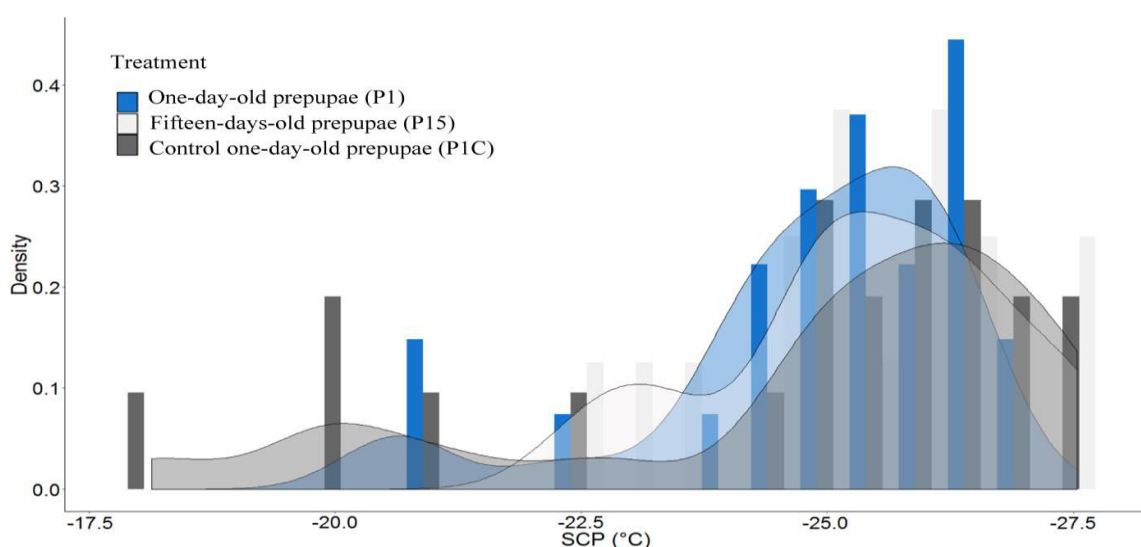 Treatment
One-day-old prepupae (P1)
Fifteen-days-old prepupae (P15)
Control one-day-old prepupae (P1C)
Density
0.4
0.3
0.2
0.1
0.0
-17.5 -20.0 -22.5 -25.0 -27.5
SCP (°C)